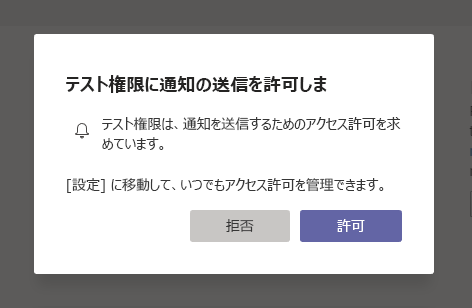 テスト権限に通知の送信を許可しま
テスト権限は、通知を送信するためのアクセス許可を求
めています。
[設定] に移動して、いつでもアクセス許可を管理できます。
拒否
許可